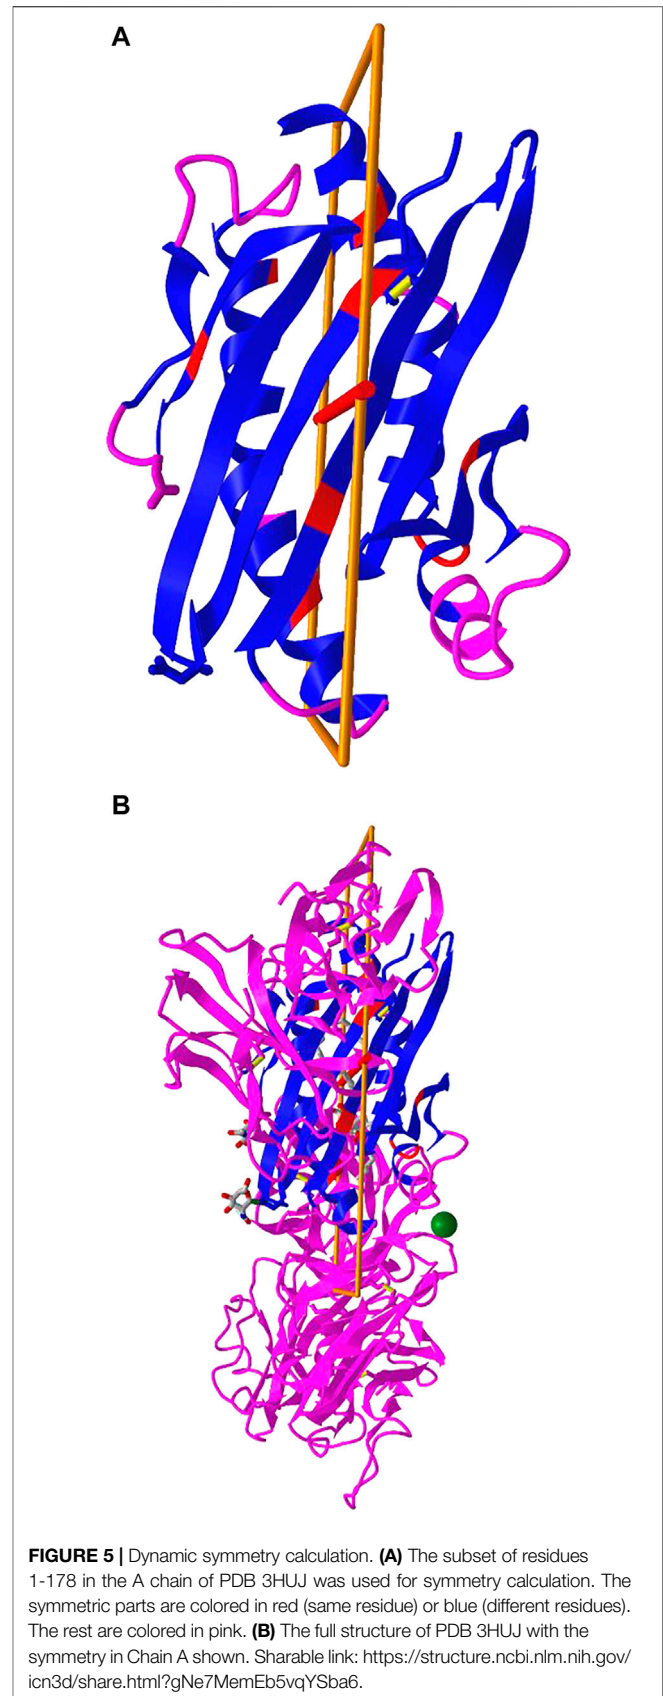 A
B
FIGURE 5 | Dynamic symmetry calculation. (A) The subset of residues
1-178 in the A chain of PDB 3HUJ was used for symmetry calculation. The
symmetric parts are colored in red (same residue) or blue (different residues).
The rest are colored in pink. (B) The full structure of PDB 3HUJ with the
symmetry in Chain A shown. Sharable link: https://structure.ncbi.nlm.nih.gov/
icn3d/share.html?gNe7MemEb5vqYSba6.